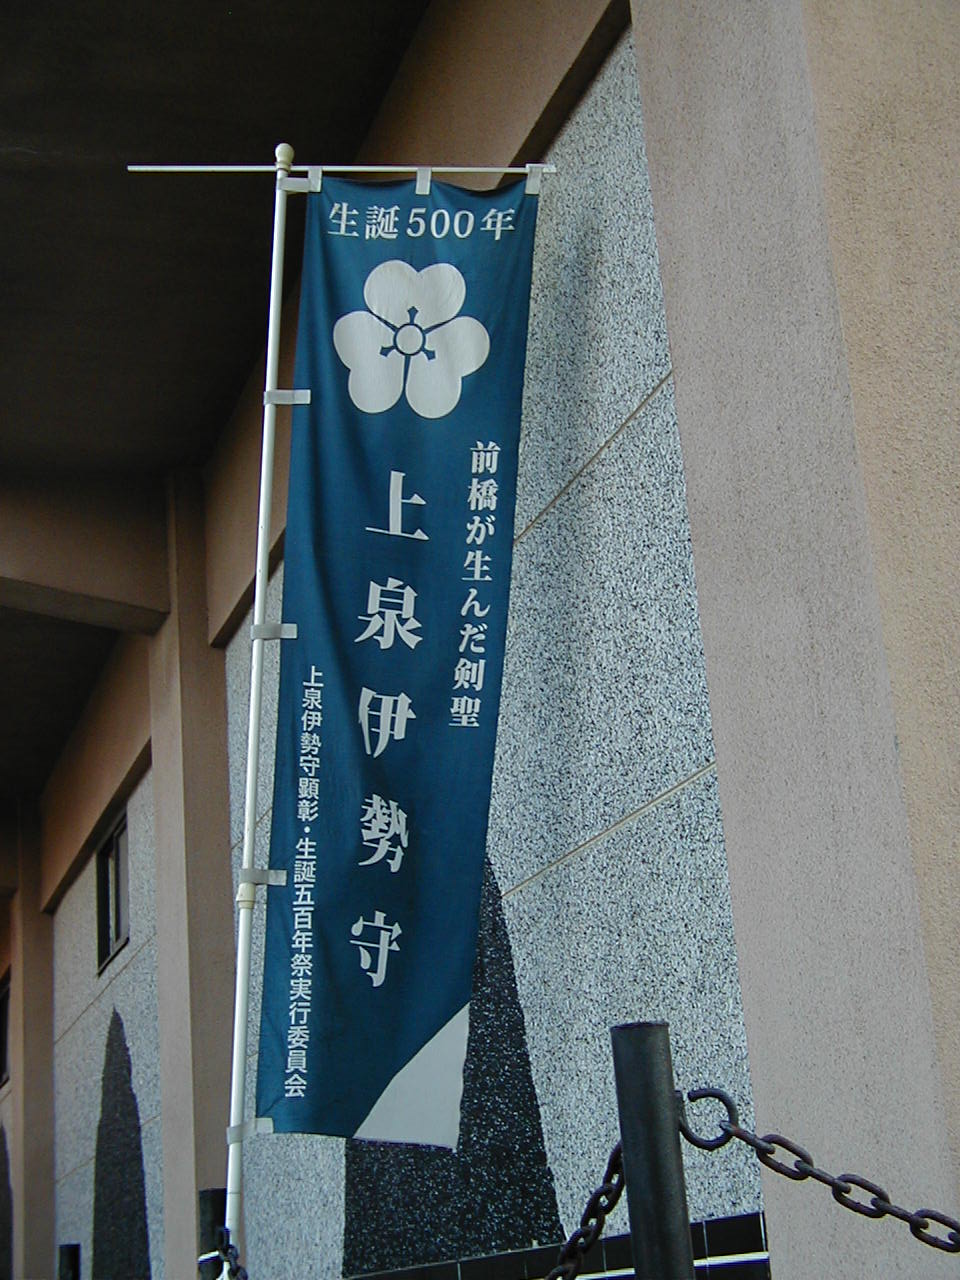 生誕500年
前橋が生んだ剣聖
上泉伊勢守
上泉伊勢守顕彰・生誕五百年祭実行委員会